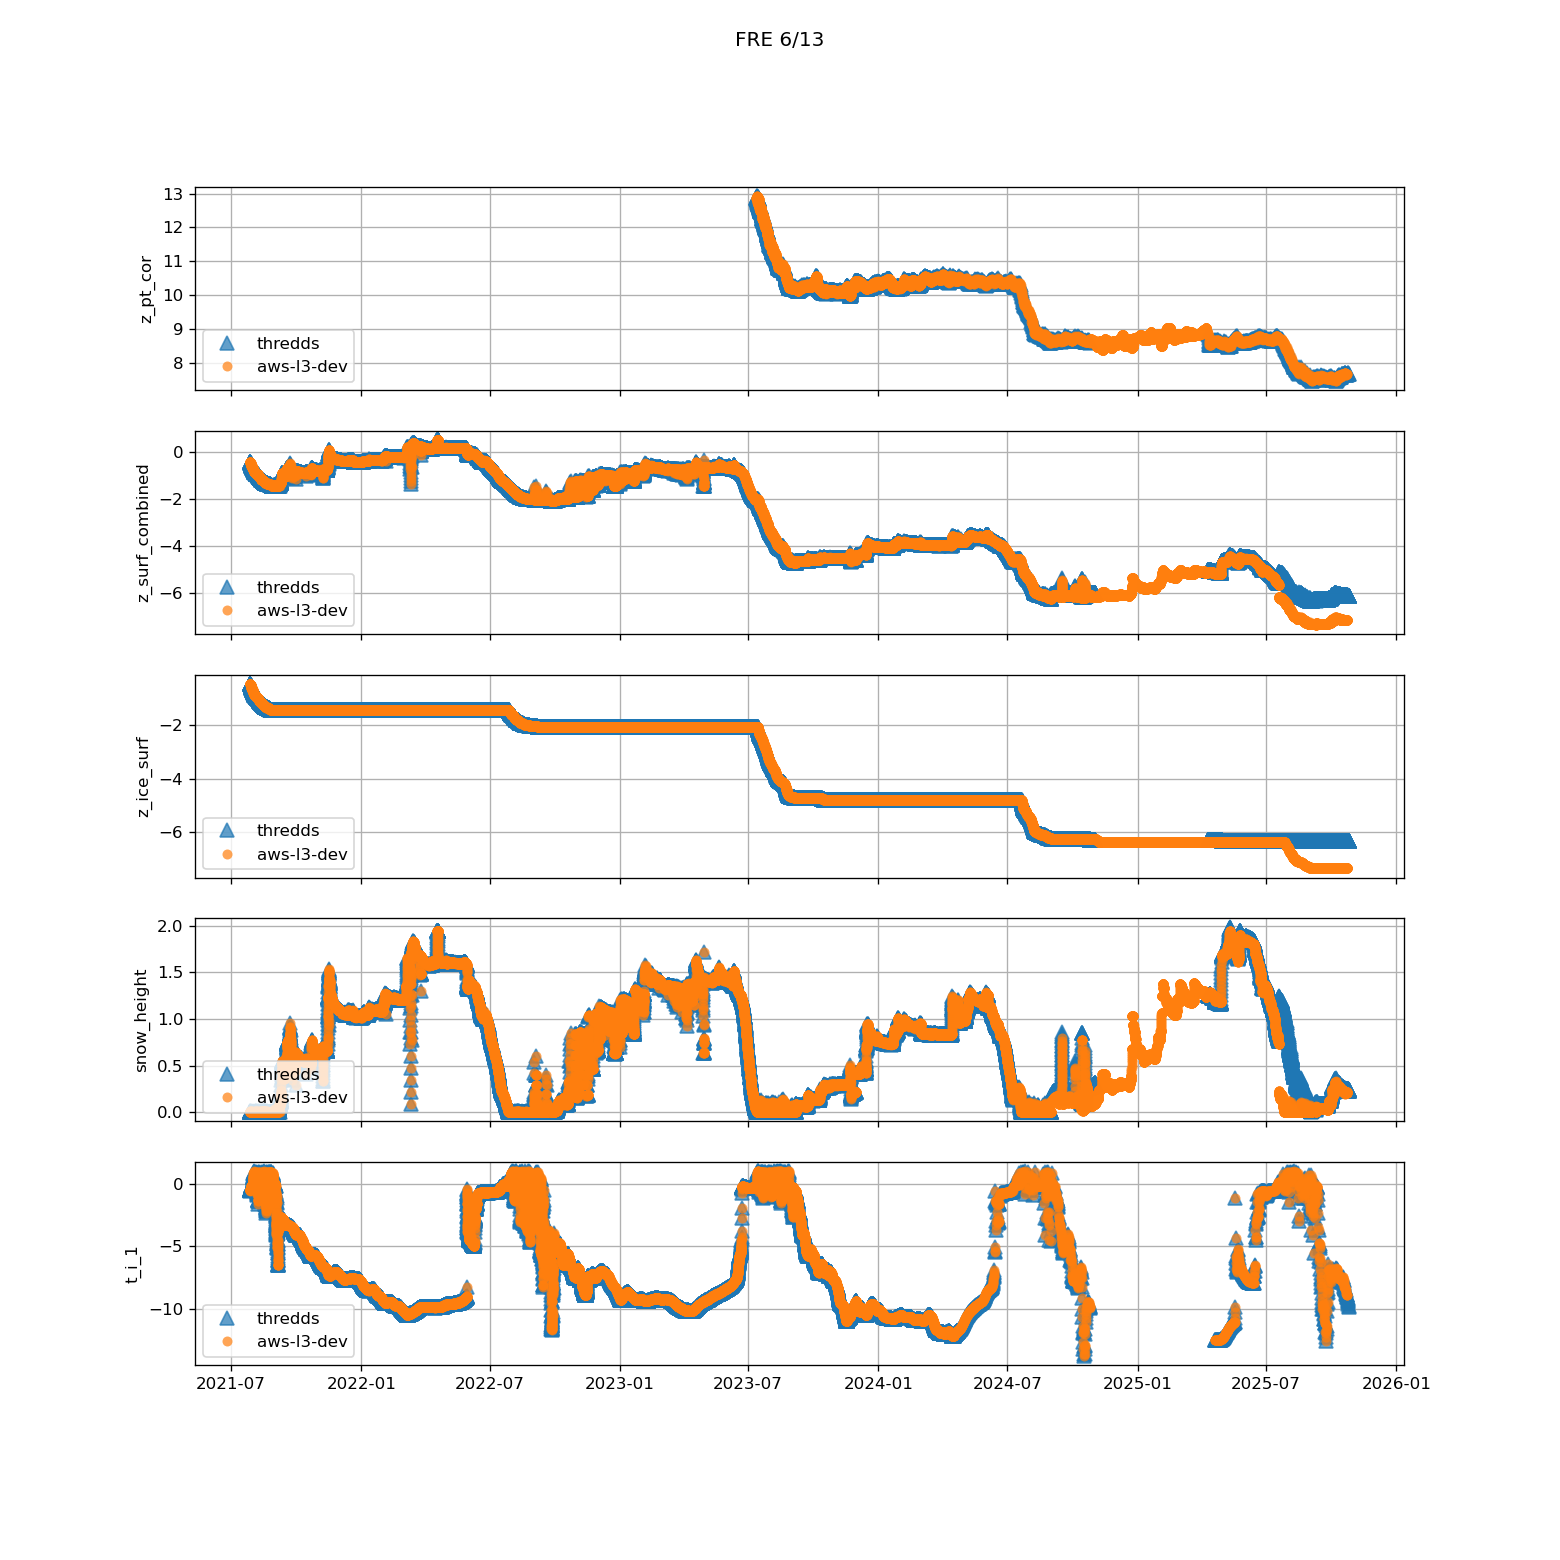 FRE 6/13
13
12
11
10
9
8
z_pt_cor
thredds
aws-l3-dev
0
−2
−4
−6
z_surf_combined
thredds
aws-l3-dev
−2
−4
−6
z_ice_surf
thredds
aws-l3-dev
2.0
1.5
1.0
0.5
0.0
snow_height
thredds
aws-l3-dev
0
−5
−10
t_i_1
thredds
aws-l3-dev
2021-07 2022-01 2022-07 2023-01 2023-07 2024-01 2024-07 2025-01 2025-07 2026-01